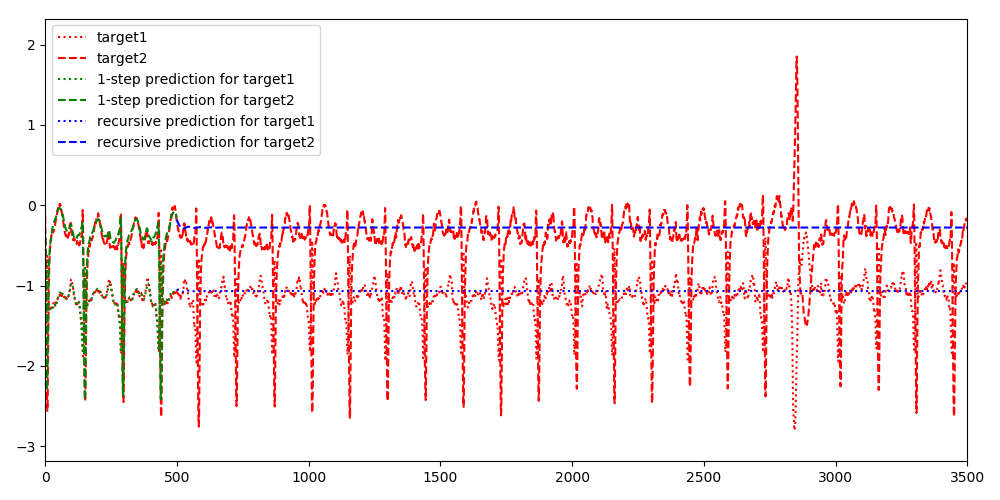 target1
target2
1-step prediction for target1
1-step prediction for target2
recursive prediction for target1
recursive prediction for target2
2
1
0
−1
−2
−3
0 500 1000 1500 2000 2500 3000 3500